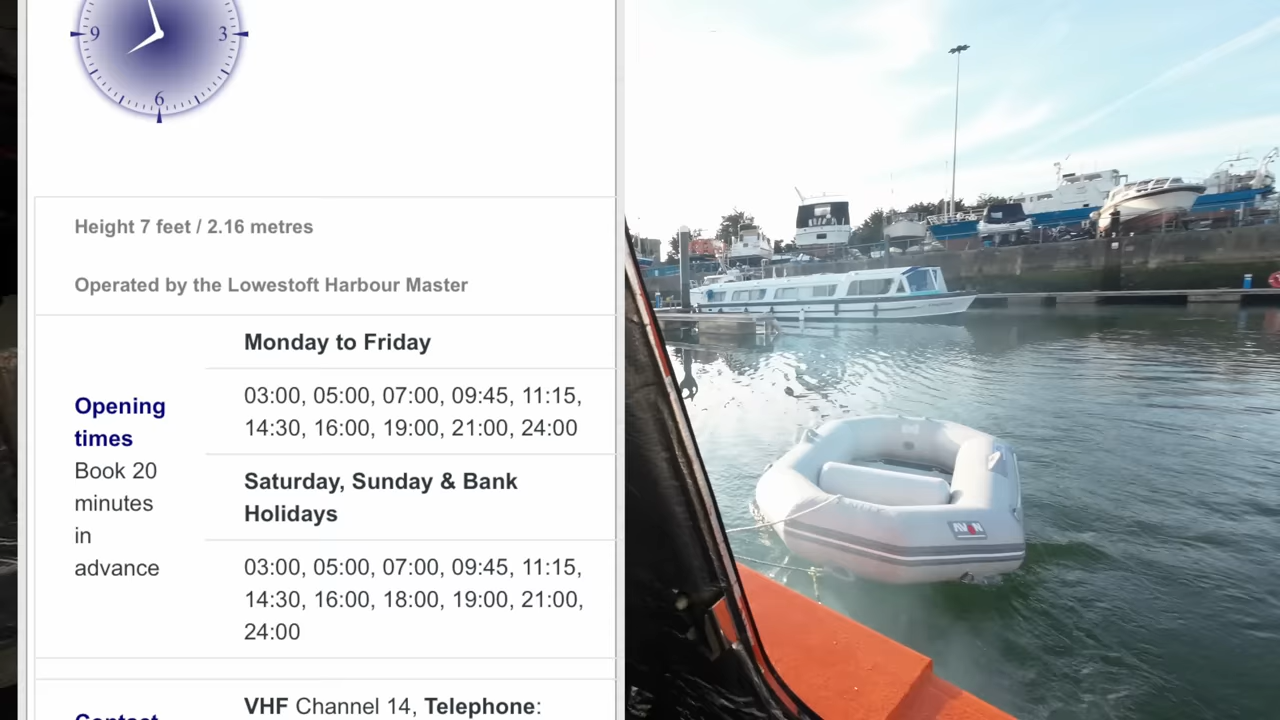 9
3
6
Height 7 feet / 2.16 metres
Operated by the Lowestoft Harbour Master
Monday to Friday
Opening
times
Book 20
minutes
in
advance
03:00, 05:00, 07:00, 09:45, 11:15,
14:30, 16:00, 19:00, 21:00, 24:00
Saturday, Sunday & Bank
Holidays
03:00, 05:00, 07:00, 09:45, 11:15,
14:30, 16:00, 18:00, 19:00, 21:00,
24:00
Contact
VHF Channel 14, Telephone:
AVON